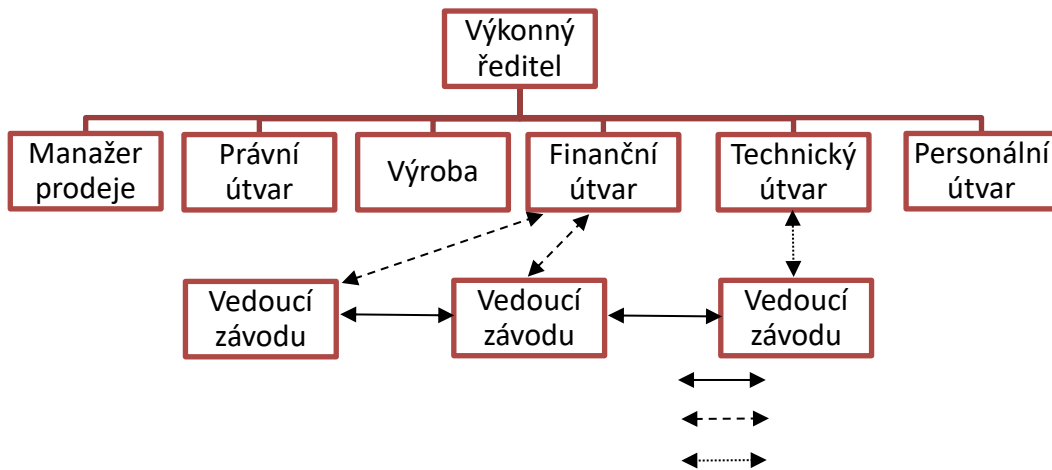 Výkonný
ředitel
Manažer
prodeje
Právní
útvar
Výroba
Finanční
útvar
Technický
útvar
Personální
útvar
Vedoucí
závodu
Vedoucí
závodu
Vedoucí
závodu